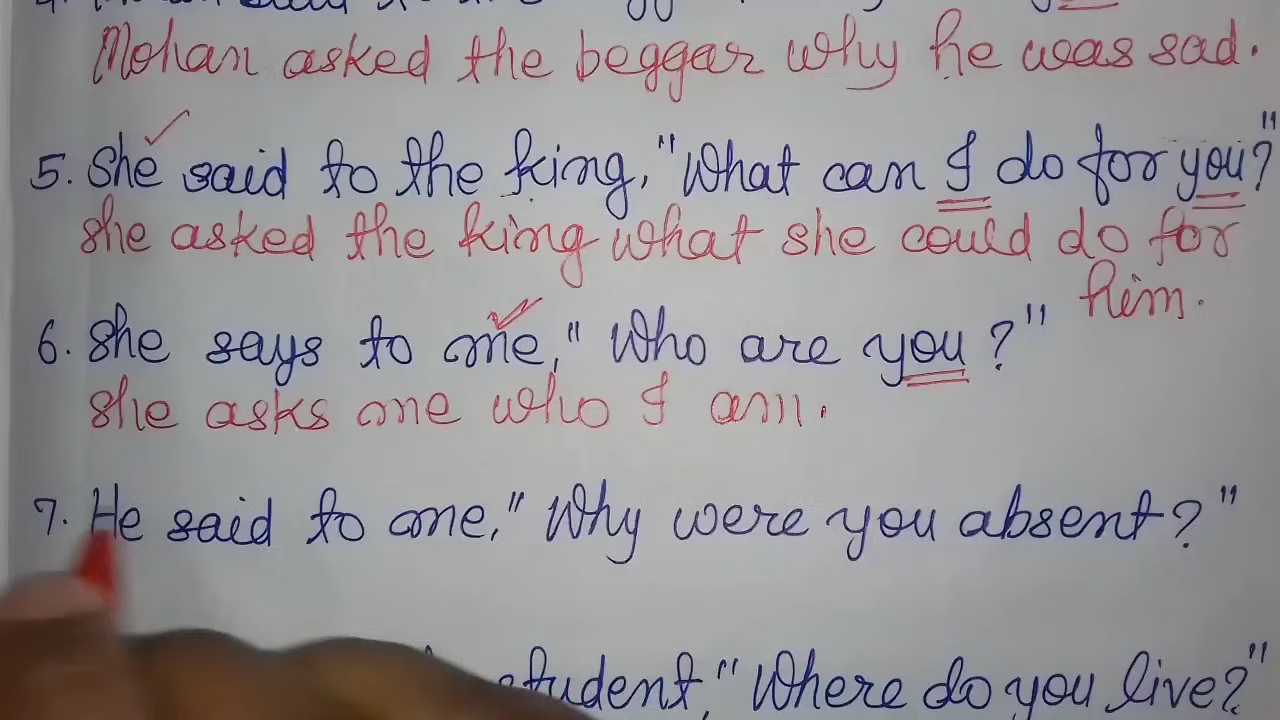 Mohan asked the beggar why he was sad.
5. She said to the king, "What can I do for you?"
She asked the king what she could do for
him.
6. She says to me, "Who are you?"
She asks me who I am.
7. He said to me, "Why were you absent?"
student, "Where do you live?"